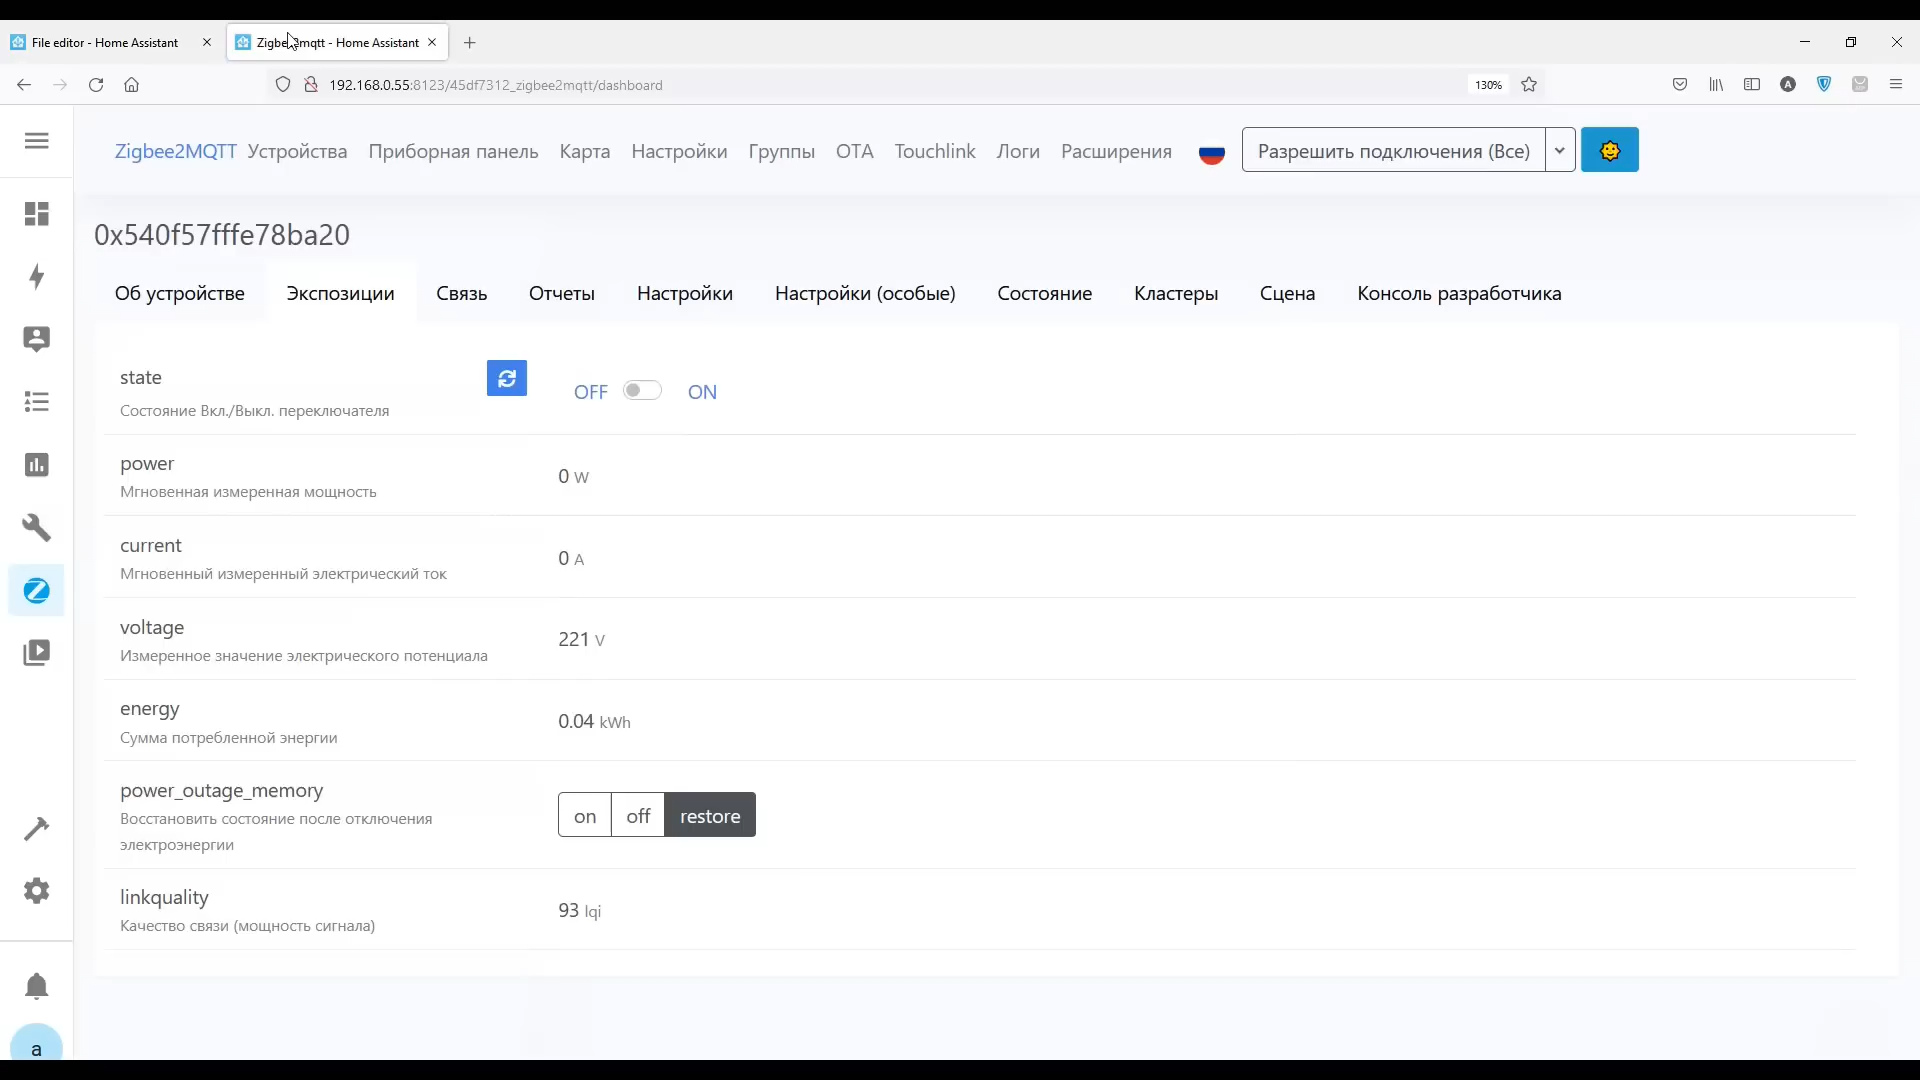 File editor - Home Assistant
Zigbee2mqtt - Home Assistant
192.168.0.55:8123/45df7312_zigbee2mqtt/dashboard
130%
A
Zigbee2MQTT Устройства Приборная панель Карта Настройки Группы OTA Touchlink Логи Расширения
Разрешить подключения (Все)
0x540f57fffe78ba20
Об устройстве Экспозиции Связь Отчеты Настройки Настройки (особые) Состояние Кластеры Сцена Консоль разработчика
state
Состояние Вкл./Выкл. переключателя
OFF ON
power
Мгновенная измеренная мощность
0 W
current
Мгновенный измеренный электрический ток
0 A
voltage
Измеренное значение электрического потенциала
221 V
energy
Сумма потребленной энергии
0.04 kWh
power_outage_memory
Восстановить состояние после отключения
электроэнергии
on off restore
linkquality
Качество связи (мощность сигнала)
93 lqi
a